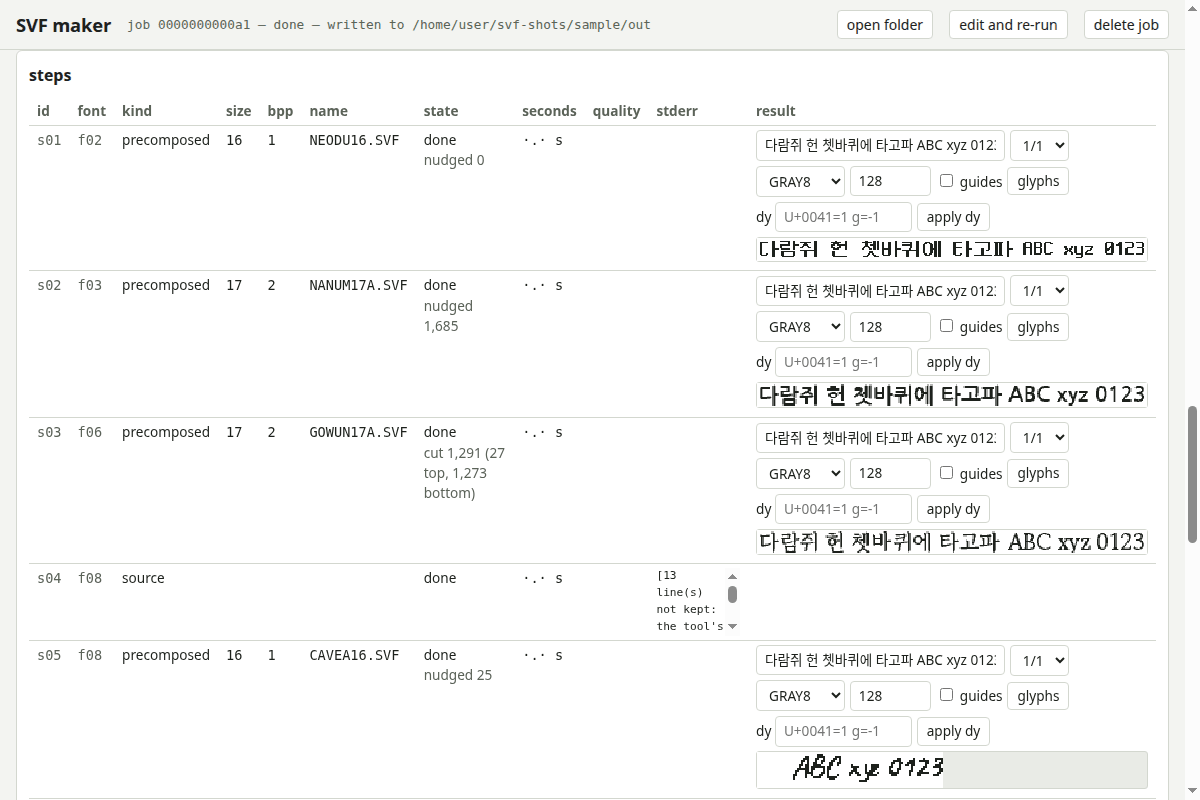 SVF maker job 0000000000a1 — done — written to /home/user/svf-shots/sample/out open folder edit and re-run delete job
steps
id font kind size bpp name state seconds quality stderr result
s01 f02 precomposed 16 1 NEODU16.SVF done ·.· s 다람쥐 헌 쳇바퀴에 타고파 ABC xyz 012 1/1
nudged 0
GRAY8 128 guides glyphs
dy U+0041=1 g=-1 apply dy
다람쥐 헌 쳇바퀴에 타고파 ABC xyz 0123
s02 f03 precomposed 17 2 NANUM17A.SVF done ·.· s 다람쥐 헌 쳇바퀴에 타고파 ABC xyz 012 1/1
nudged
1,685
GRAY8 128 guides glyphs
dy U+0041=1 g=-1 apply dy
다람쥐 헌 쳇바퀴에 타고파 ABC xyz 0123
s03 f06 precomposed 17 2 GOWUN17A.SVF done ·.· s 다람쥐 헌 쳇바퀴에 타고파 ABC xyz 012 1/1
cut 1,291 (27
top, 1,273
bottom)
GRAY8 128 guides glyphs
dy U+0041=1 g=-1 apply dy
다람쥐 헌 쳇바퀴에 타고파 ABC xyz 0123
s04 f08 source done ·.· s
[13
line(s)
not kept:
the tool's
s05 f08 precomposed 16 1 CAVEA16.SVF done ·.· s 다람쥐 헌 쳇바퀴에 타고파 ABC xyz 012 1/1
nudged 25
GRAY8 128 guides glyphs
dy U+0041=1 g=-1 apply dy
ABC xyz 0123